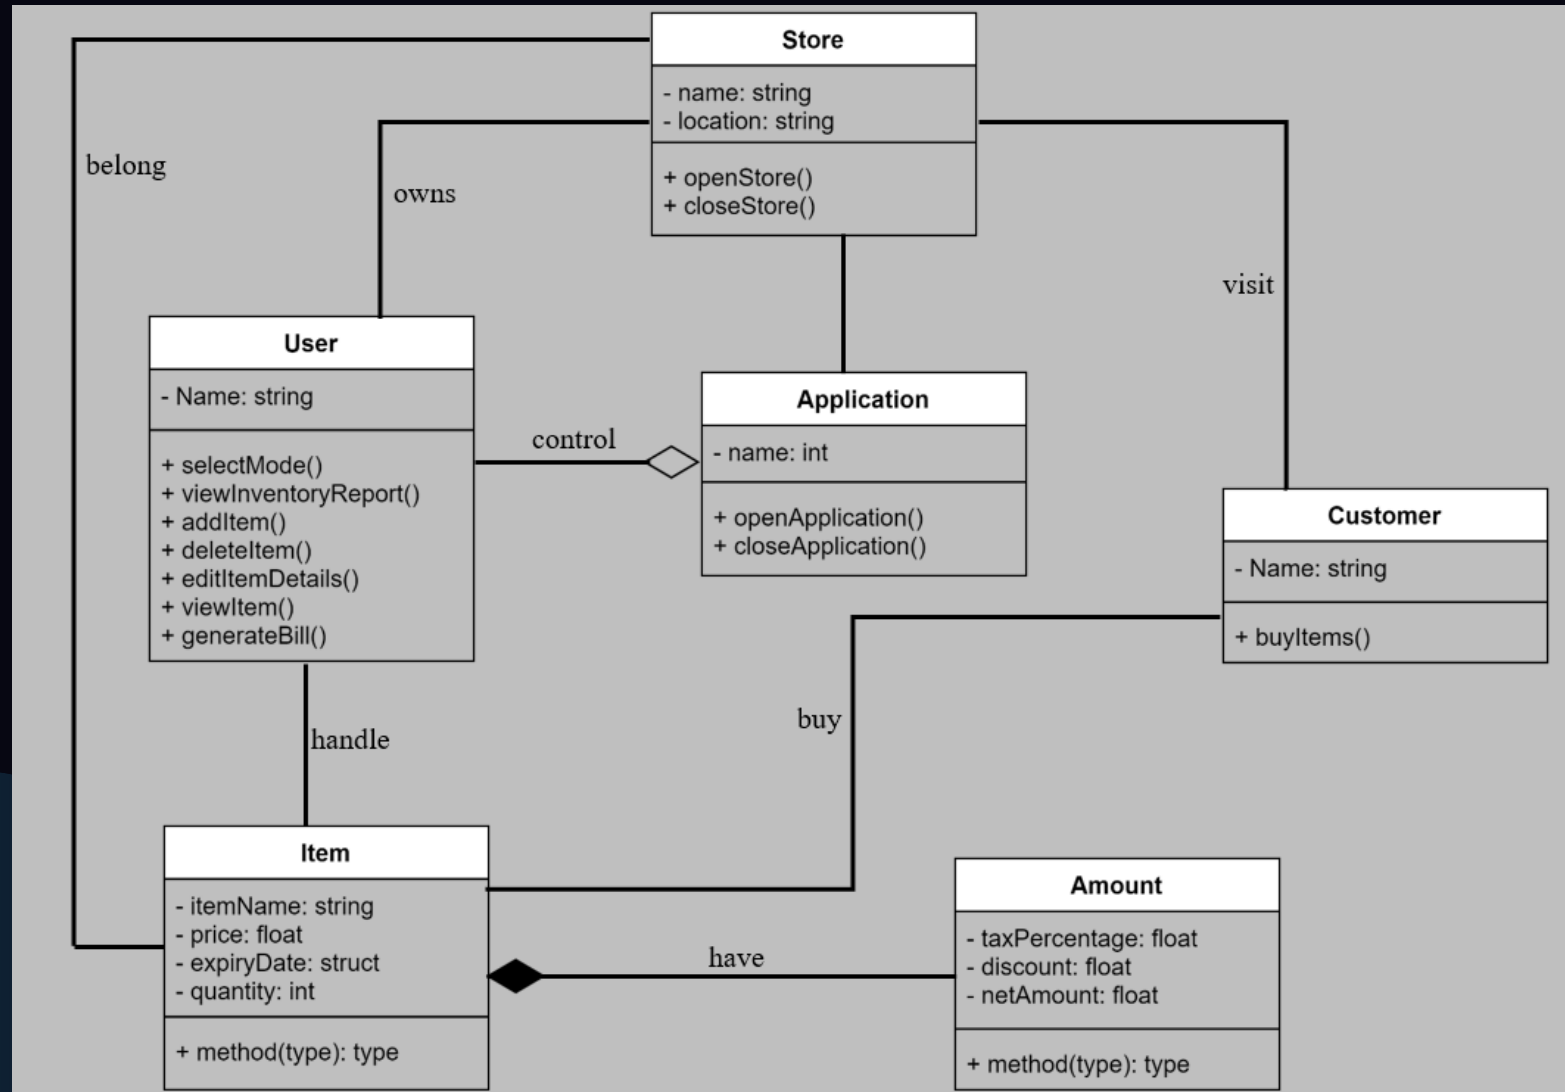 Store
- name: string
- location: string
+ openStore()
+ closeStore()
belong
owns
visit
User
- Name: string
+ selectMode()
+ viewInventoryReport()
+ addItem()
+ deleteItem()
+ editItemDetails()
+ viewItem()
+ generateBill()
control
Application
- name: int
+ openApplication()
+ closeApplication()
Customer
- Name: string
+ buyItems()
handle
buy
Item
- itemName: string
- price: float
- expiryDate: struct
- quantity: int
+ method(type): type
have
Amount
- taxPercentage: float
- discount: float
- netAmount: float
+ method(type): type